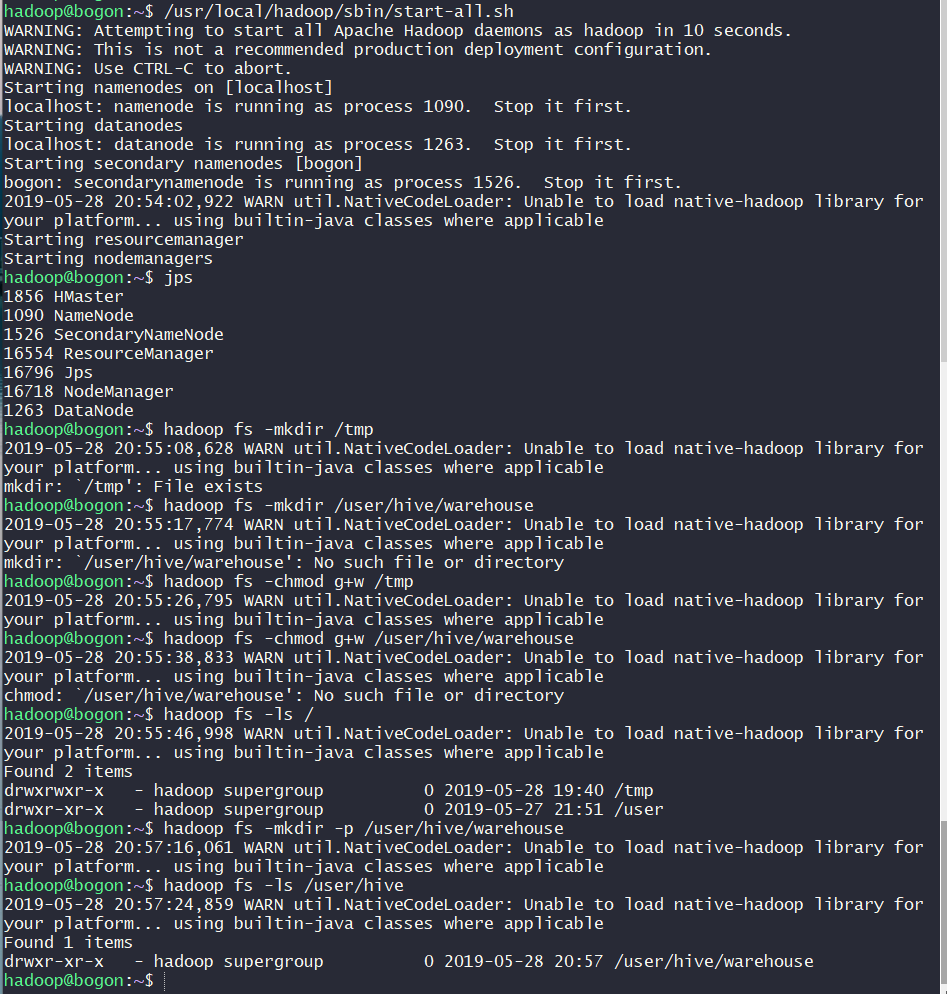 hadoop@bogon:~$ /usr/local/hadoop/sbin/start-all.sh
WARNING: Attempting to start all Apache Hadoop daemons as hadoop in 10 seconds.
WARNING: This is not a recommended production deployment configuration.
WARNING: Use CTRL-C to abort.
Starting namenodes on [localhost]
localhost: namenode is running as process 1090.  Stop it first.
Starting datanodes
localhost: datanode is running as process 1263.  Stop it first.
Starting secondary namenodes [bogon]
bogon: secondarynamenode is running as process 1526.  Stop it first.
2019-05-28 20:54:02,922 WARN util.NativeCodeLoader: Unable to load native-hadoop library for
your platform... using builtin-java classes where applicable
Starting resourcemanager
Starting nodemanagers
hadoop@bogon:~$ jps
1856 HMaster
1090 NameNode
1526 SecondaryNameNode
16554 ResourceManager
16796 Jps
16718 NodeManager
1263 DataNode
hadoop@bogon:~$ hadoop fs -mkdir /tmp
2019-05-28 20:55:08,628 WARN util.NativeCodeLoader: Unable to load native-hadoop library for
your platform... using builtin-java classes where applicable
mkdir: `/tmp': File exists
hadoop@bogon:~$ hadoop fs -mkdir /user/hive/warehouse
2019-05-28 20:55:17,774 WARN util.NativeCodeLoader: Unable to load native-hadoop library for
your platform... using builtin-java classes where applicable
mkdir: `/user/hive/warehouse': No such file or directory
hadoop@bogon:~$ hadoop fs -chmod g+w /tmp
2019-05-28 20:55:26,795 WARN util.NativeCodeLoader: Unable to load native-hadoop library for
your platform... using builtin-java classes where applicable
hadoop@bogon:~$ hadoop fs -chmod g+w /user/hive/warehouse
2019-05-28 20:55:38,833 WARN util.NativeCodeLoader: Unable to load native-hadoop library for
your platform... using builtin-java classes where applicable
chmod: `/user/hive/warehouse': No such file or directory
hadoop@bogon:~$ hadoop fs -ls /
2019-05-28 20:55:46,998 WARN util.NativeCodeLoader: Unable to load native-hadoop library for
your platform... using builtin-java classes where applicable
Found 2 items
drwxrwxr-x   - hadoop supergroup          0 2019-05-28 19:40 /tmp
drwxr-xr-x   - hadoop supergroup          0 2019-05-27 21:51 /user
hadoop@bogon:~$ hadoop fs -mkdir -p /user/hive/warehouse
2019-05-28 20:57:16,061 WARN util.NativeCodeLoader: Unable to load native-hadoop library for
your platform... using builtin-java classes where applicable
hadoop@bogon:~$ hadoop fs -ls /user/hive
2019-05-28 20:57:24,859 WARN util.NativeCodeLoader: Unable to load native-hadoop library for
your platform... using builtin-java classes where applicable
Found 1 items
drwxr-xr-x   - hadoop supergroup          0 2019-05-28 20:57 /user/hive/warehouse
hadoop@bogon:~$